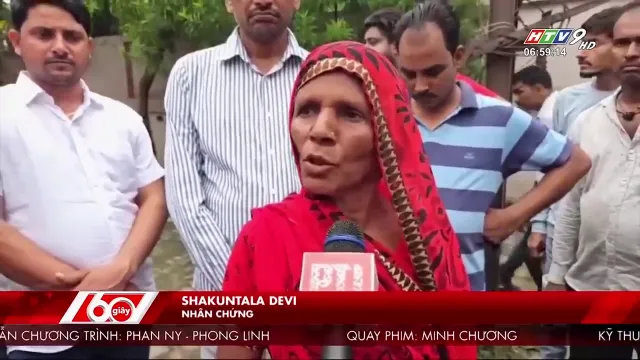 HTV9 HD
06:59:14
PTI
60 giây
SHAKUNTALA DEVI
NHÂN CHỨNG
ẪN CHƯƠNG TRÌNH: PHAN NY - PHONG LINH QUAY PHIM: MINH CHƯƠNG KỸ THU